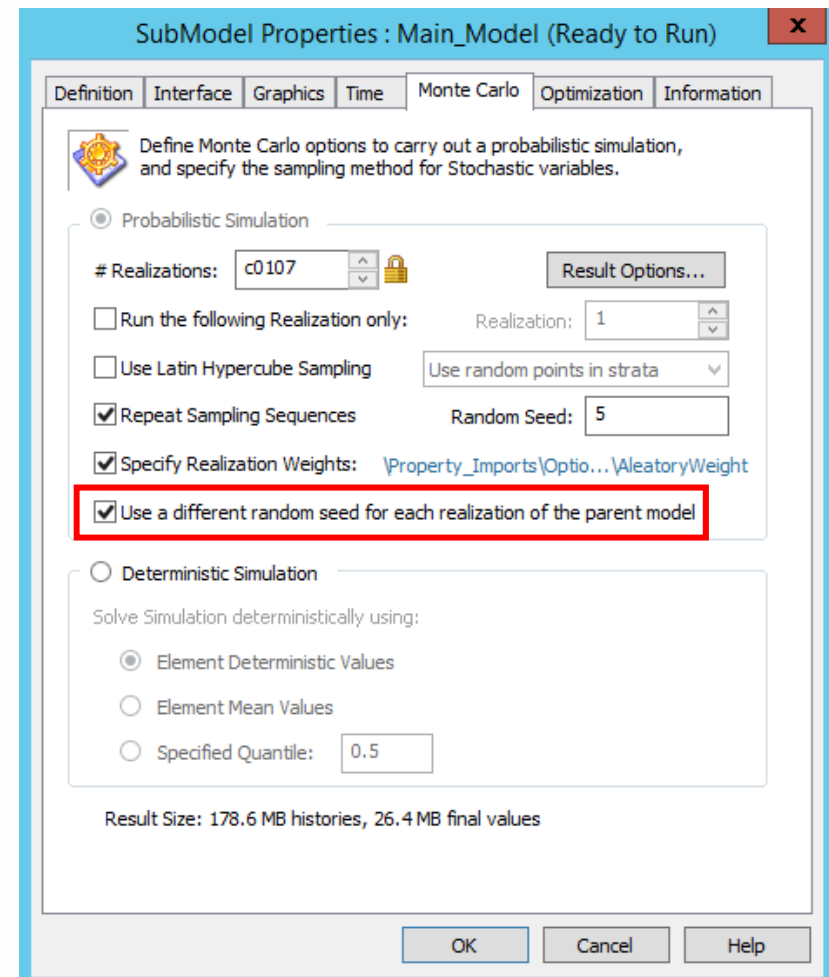 SubModel Properties : Main_Model (Ready to Run)
x
Definition Interface Graphics Time Monte Carlo Optimization Information
Define Monte Carlo options to carry out a probabilistic simulation,
and specify the sampling method for Stochastic variables.
Probabilistic Simulation
# Realizations: c0107 Result Options...
Run the following Realization only: Realization: 1
Use Latin Hypercube Sampling Use random points in strata
Repeat Sampling Sequences Random Seed: 5
Specify Realization Weights: \Property_Imports\Optio...\AleatoryWeight
Use a different random seed for each realization of the parent model
Deterministic Simulation
Solve Simulation deterministically using:
Element Deterministic Values
Element Mean Values
Specified Quantile: 0.5
Result Size: 178.6 MB histories, 26.4 MB final values
OK Cancel Help